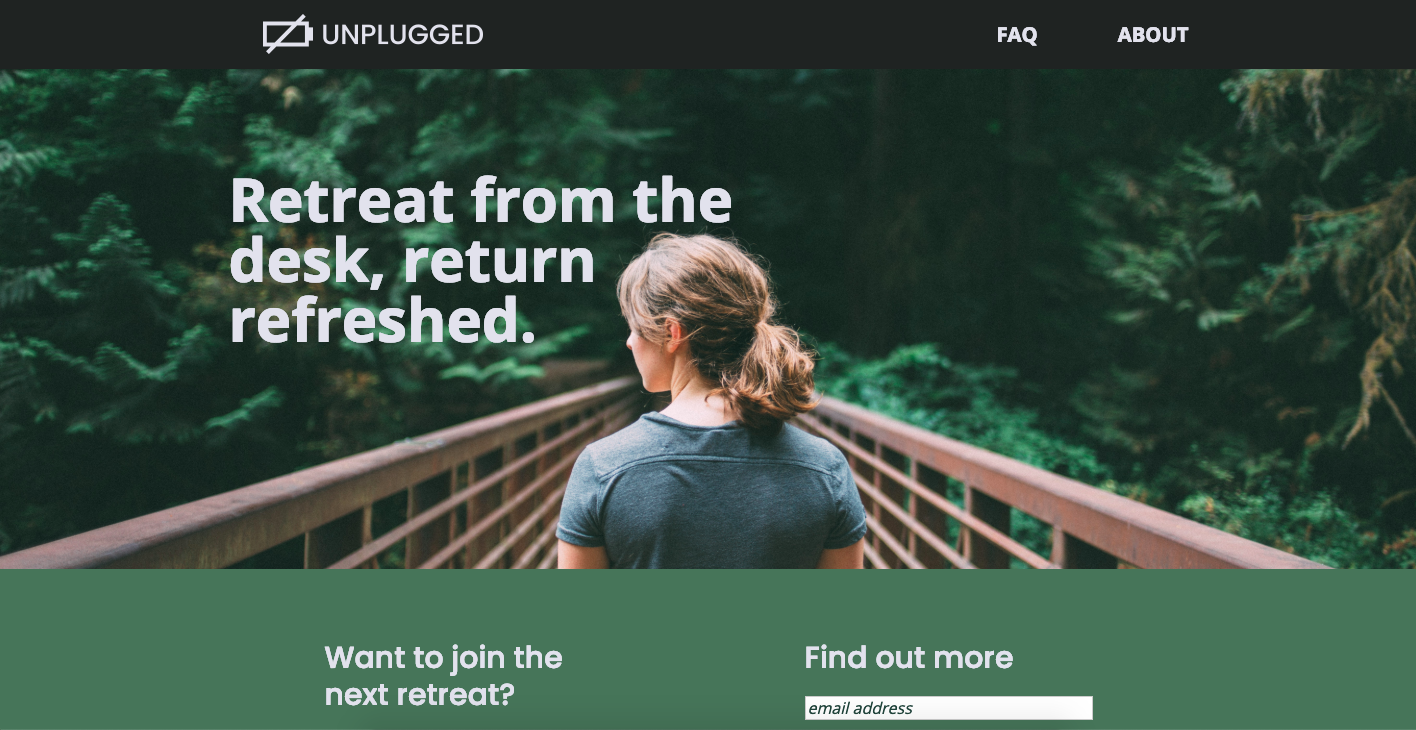 UNPLUGGED
FAQ
ABOUT
Retreat from the
desk, return
refreshed.
Want to join the
next retreat?
Find out more
email address